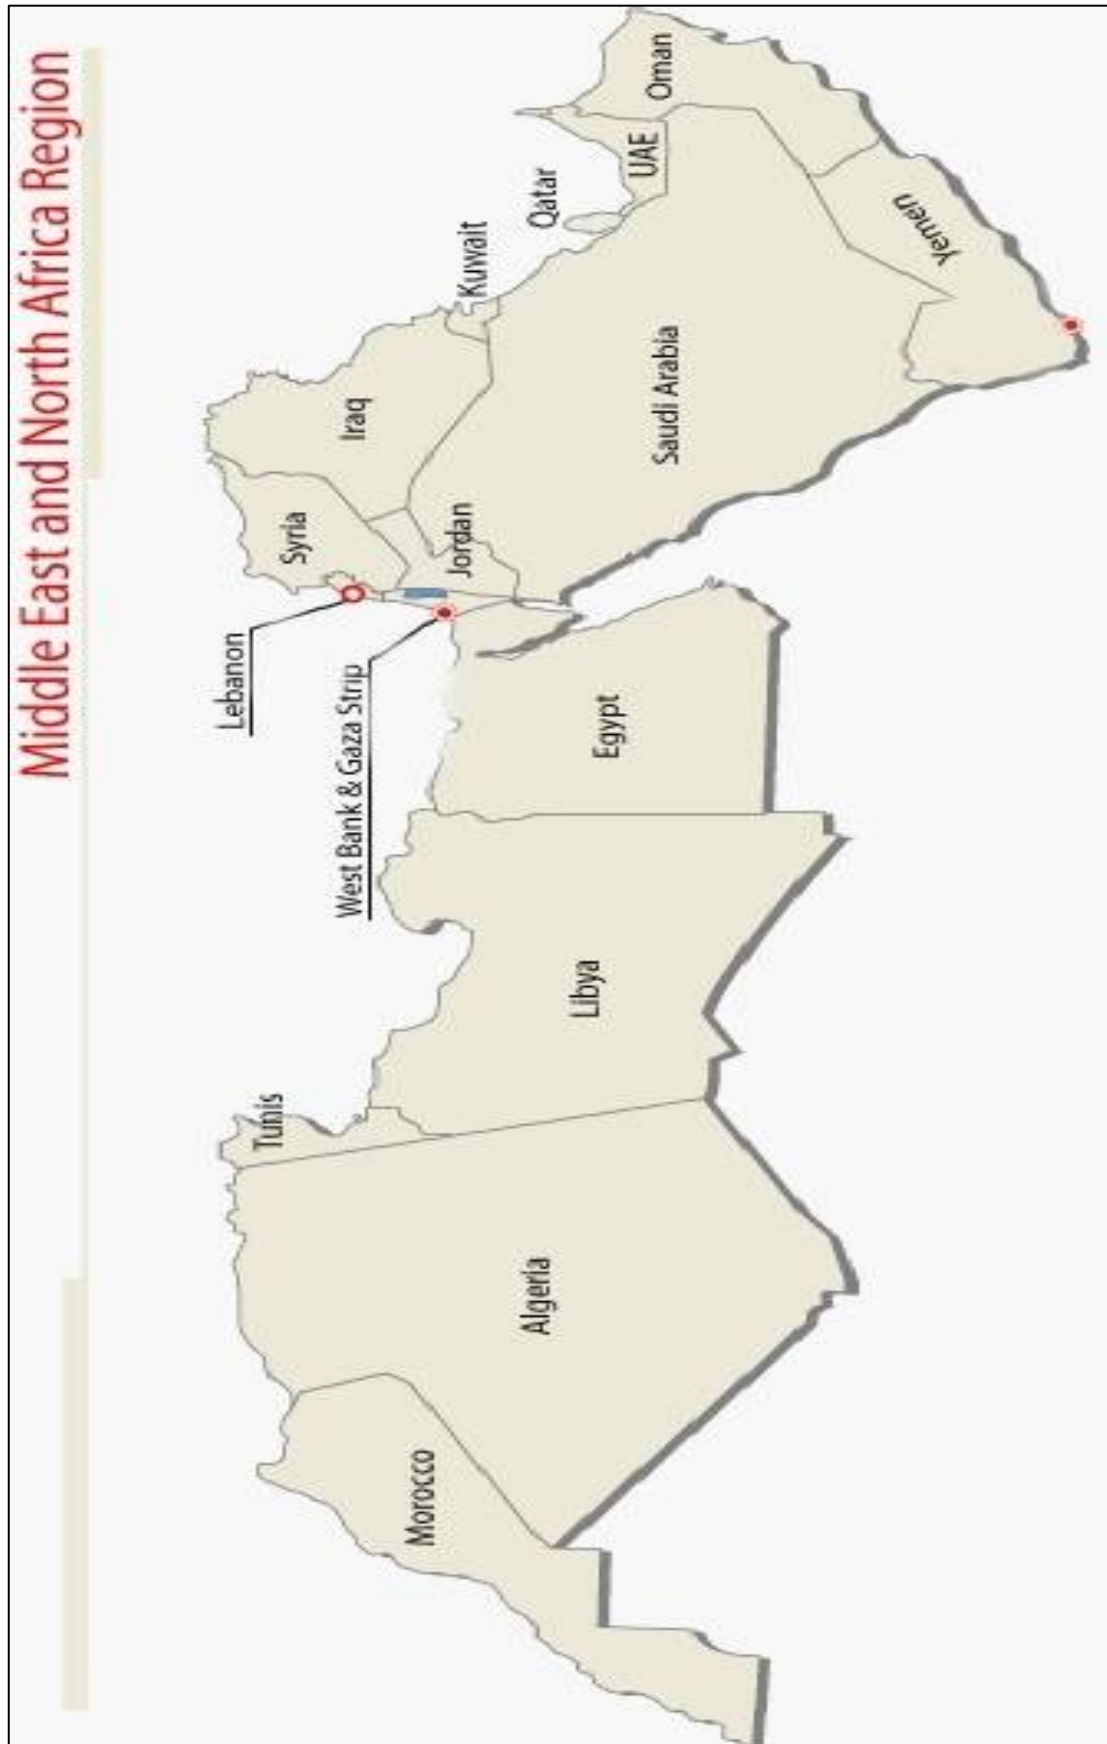 Middle East and North Africa Region
Lebanon
Syria
Iraq
West Bank & Gaza Strip
Jordan
Kuwait
Qatar
UAE
Oman
Saudi Arabia
Yemen
Tunis
Morocco
Algeria
Libya
Egypt